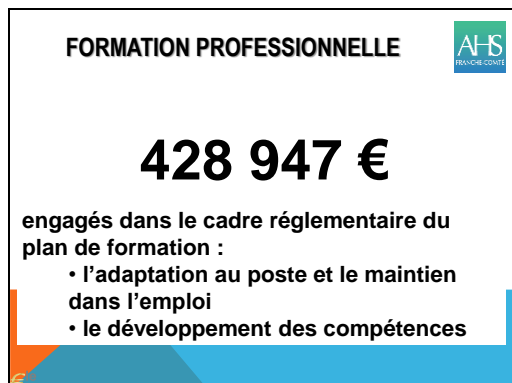 FORMATION PROFESSIONNELLE
AHS
FRANCHE-COMTÉ
428 947 €
engagés dans le cadre réglementaire du
plan de formation :
• l'adaptation au poste et le maintien
dans l'emploi
• le développement des compétences